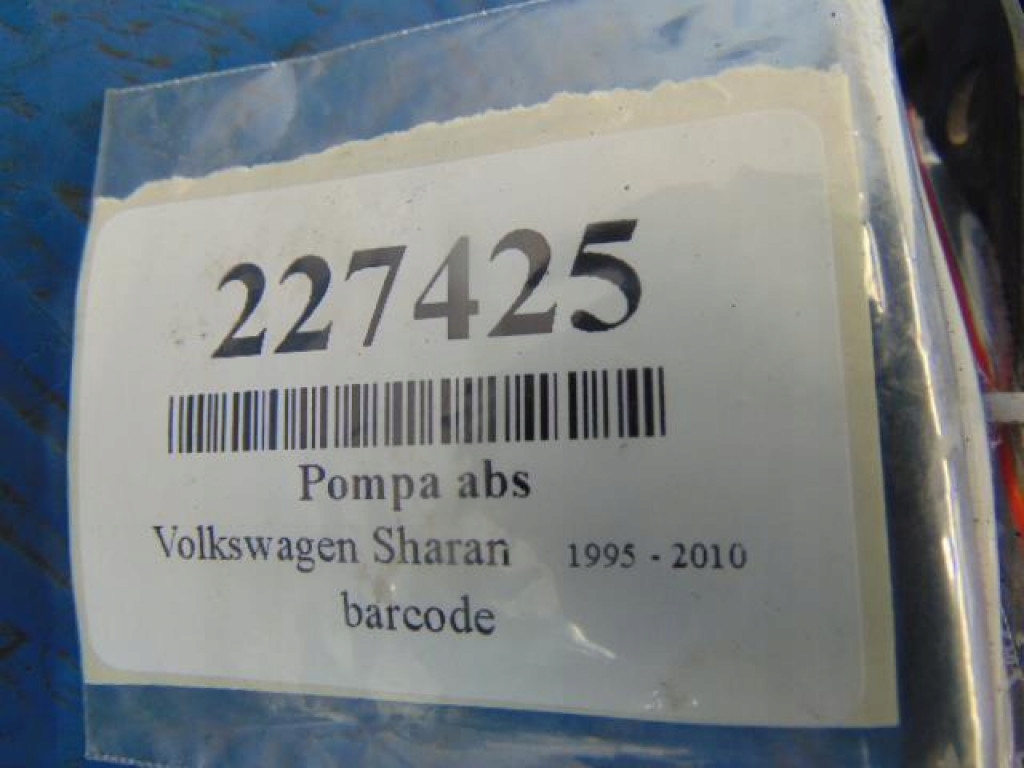 227425
Pompa abs
Volkswagen Sharan 1995 - 2010
barcode